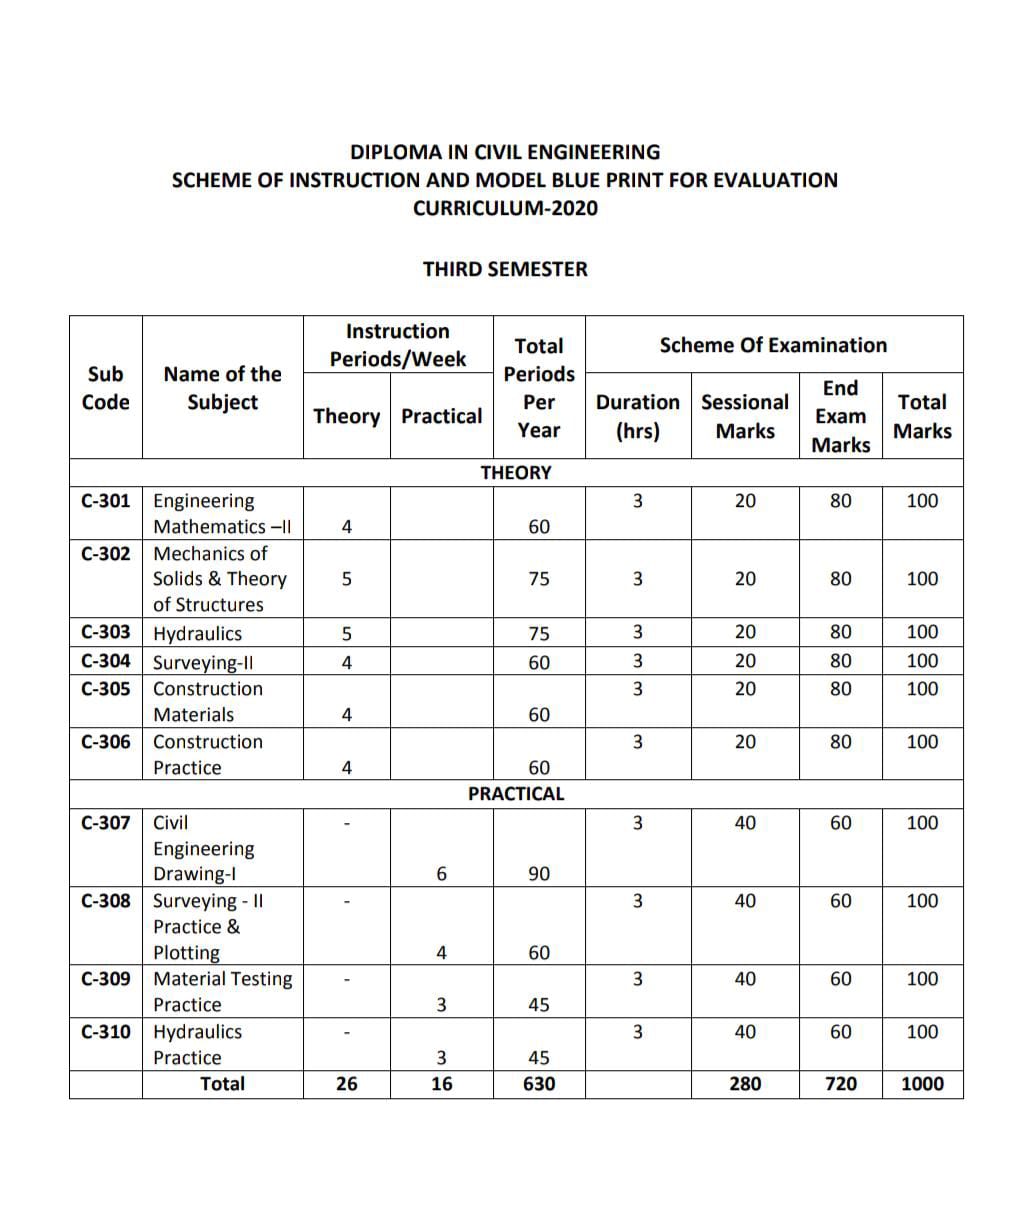 DIPLOMA IN CIVIL ENGINEERING
SCHEME OF INSTRUCTION AND MODEL BLUE PRINT FOR EVALUATION
CURRICULUM-2020
THIRD SEMESTER
Sub Code | Name of the Subject | Instruction Periods/Week | Total Periods Per Year | Scheme Of Examination
Theory | Practical | Duration (hrs) | Sessional Marks | End Exam Marks | Total Marks
THEORY
C-301 | Engineering Mathematics –II | 4 | | 60 | 3 | 20 | 80 | 100
C-302 | Mechanics of Solids & Theory of Structures | 5 | | 75 | 3 | 20 | 80 | 100
C-303 | Hydraulics | 5 | | 75 | 3 | 20 | 80 | 100
C-304 | Surveying-II | 4 | | 60 | 3 | 20 | 80 | 100
C-305 | Construction Materials | 4 | | 60 | 3 | 20 | 80 | 100
C-306 | Construction Practice | 4 | | 60 | 3 | 20 | 80 | 100
PRACTICAL
C-307 | Civil Engineering Drawing-I | - | 6 | 90 | 3 | 40 | 60 | 100
C-308 | Surveying - II Practice & Plotting | - | 4 | 60 | 3 | 40 | 60 | 100
C-309 | Material Testing Practice | - | 3 | 45 | 3 | 40 | 60 | 100
C-310 | Hydraulics Practice | - | 3 | 45 | 3 | 40 | 60 | 100
Total | 26 | 16 | 630 | | 280 | 720 | 1000